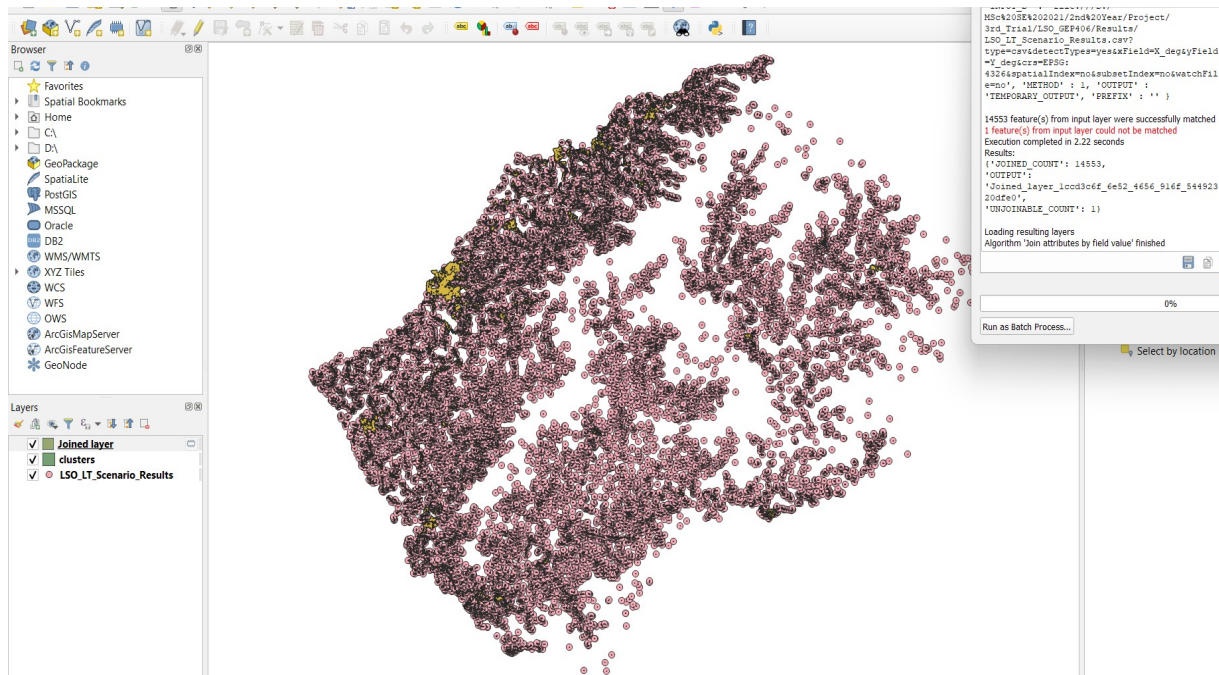 Browser
Favorites
Spatial Bookmarks
Home
C:\
D:\
GeoPackage
SpatiaLite
PostGIS
MSSQL
Oracle
DB2
WMS/WMTS
XYZ Tiles
WCS
WFS
OWS
ArcGisMapServer
ArcGisFeatureServer
GeoNode
Layers
Joined layer
clusters
LSO_LT_Scenario_Results
MSc%20SE%202021/2nd%20Year/Project/
3rd_Trial/LSO_GEP406/Results/
LSO_LT_Scenario_Results.csv?
type=csv&detectTypes=yes&xField=X_deg&yField
=Y_deg&crs=EPSG:
4326&spatialIndex=no&subsetIndex=no&watchFil
e=no', 'METHOD' : 1, 'OUTPUT' :
'TEMPORARY_OUTPUT', 'PREFIX' : '' }
14553 feature(s) from input layer were successfully matched
1 feature(s) from input layer could not be matched
Execution completed in 2.22 seconds
Results:
{'JOINED_COUNT': 14553,
'OUTPUT':
'Joined_layer_1ccd3c6f_6e52_4656_916f_544923
20dfe0',
'UNJOINABLE_COUNT': 1}
Loading resulting layers
Algorithm 'Join attributes by field value' finished
0%
Run as Batch Process...
Select by location